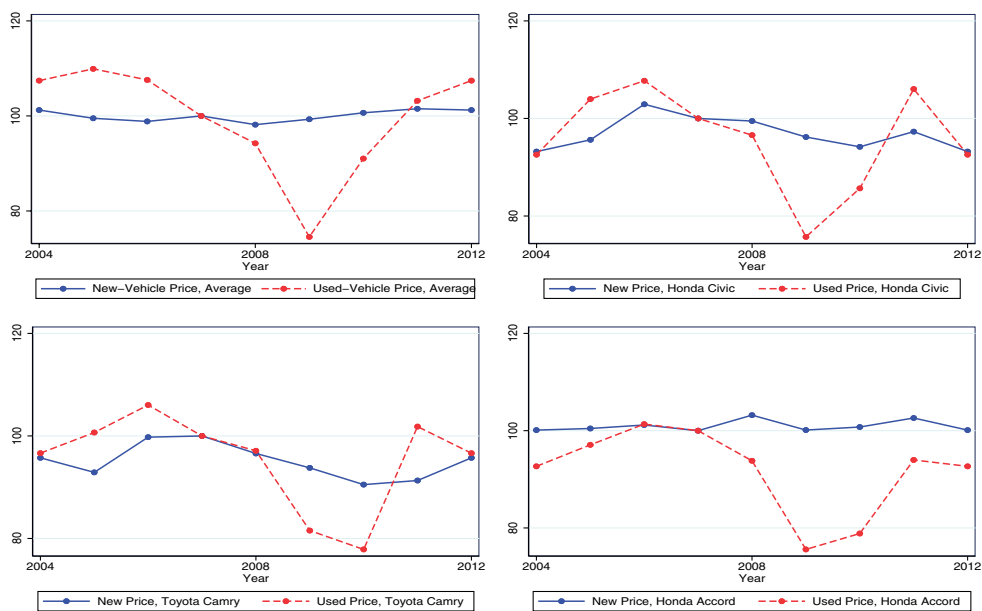 120
100
80
2004 2008 2012
Year
New–Vehicle Price, Average Used–Vehicle Price, Average
120
100
80
2004 2008 2012
Year
New Price, Honda Civic Used Price, Honda Civic
120
100
80
2004 2008 2012
Year
New Price, Toyota Camry Used Price, Toyota Camry
120
100
80
2004 2008 2012
Year
New Price, Honda Accord Used Price, Honda Accord